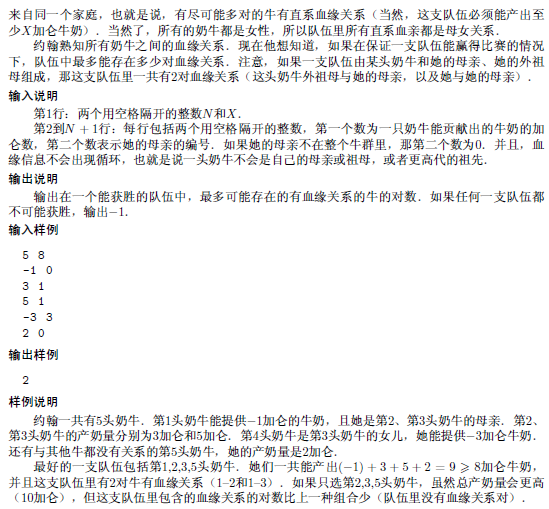 来自同一个家庭，也就是说，有尽可能多对的牛有直系血缘关系（当然，这支队伍必须能产出至
少X加仑牛奶）．当然了，所有的奶牛都是女性，所以队伍里所有直系血亲都是母女关系．
约翰熟知所有奶牛之间的血缘关系．现在他想知道，如果在保证一支队伍能赢得比赛的情况
下，队伍中最多能存在多少对血缘关系．注意，如果一支队伍由某头奶牛和她的母亲、她的外祖
母组成，那这支队伍里一共有2对血缘关系（这头奶牛外祖母与她的母亲，以及她与她的母亲）．
输入说明
第1行：两个用空格隔开的整数N和X．
第2到N + 1行：每行包括两个用空格隔开的整数，第一个数为一只奶牛能贡献出的牛奶的加
仑数，第二个数表示她的母亲的编号．如果她的母亲不在整个牛群里，那第二个数为0．并且，血
缘信息不会出现循环，也就是说一头奶牛不会是自己的母亲或祖母，或者更高代的祖先．
输出说明
输出在一个能获胜的队伍中，最多可能存在的有血缘关系的牛的对数．如果任何一支队伍都
不可能获胜，输出−1．
输入样例
5 8
-1 0
3 1
5 1
-3 3
2 0
输出样例
2
样例说明
约翰一共有5头奶牛．第1头奶牛能提供−1加仑的牛奶，且她是第2、第3头奶牛的母亲．第2、
第3头奶牛的产奶量分别为3加仑和5加仑．第4头奶牛是第3头奶牛的女儿，她能提供−3加仑牛奶．
还有与其他牛都没有关系的第5头奶牛，她的产奶量是2加仑．
最好的一支队伍包括第1,2,3,5头奶牛．她们一共能产出(−1) + 3 + 5 + 2 = 9 ⩾ 8加仑牛奶，
并且这支队伍里有2对牛有血缘关系（1–2和1–3）．如果只选第2,3,5头奶牛，虽然总产奶量会更高
（10加仑），但这支队伍里包含的血缘关系的对数比上一种组合少（队伍里没有血缘关系对）．